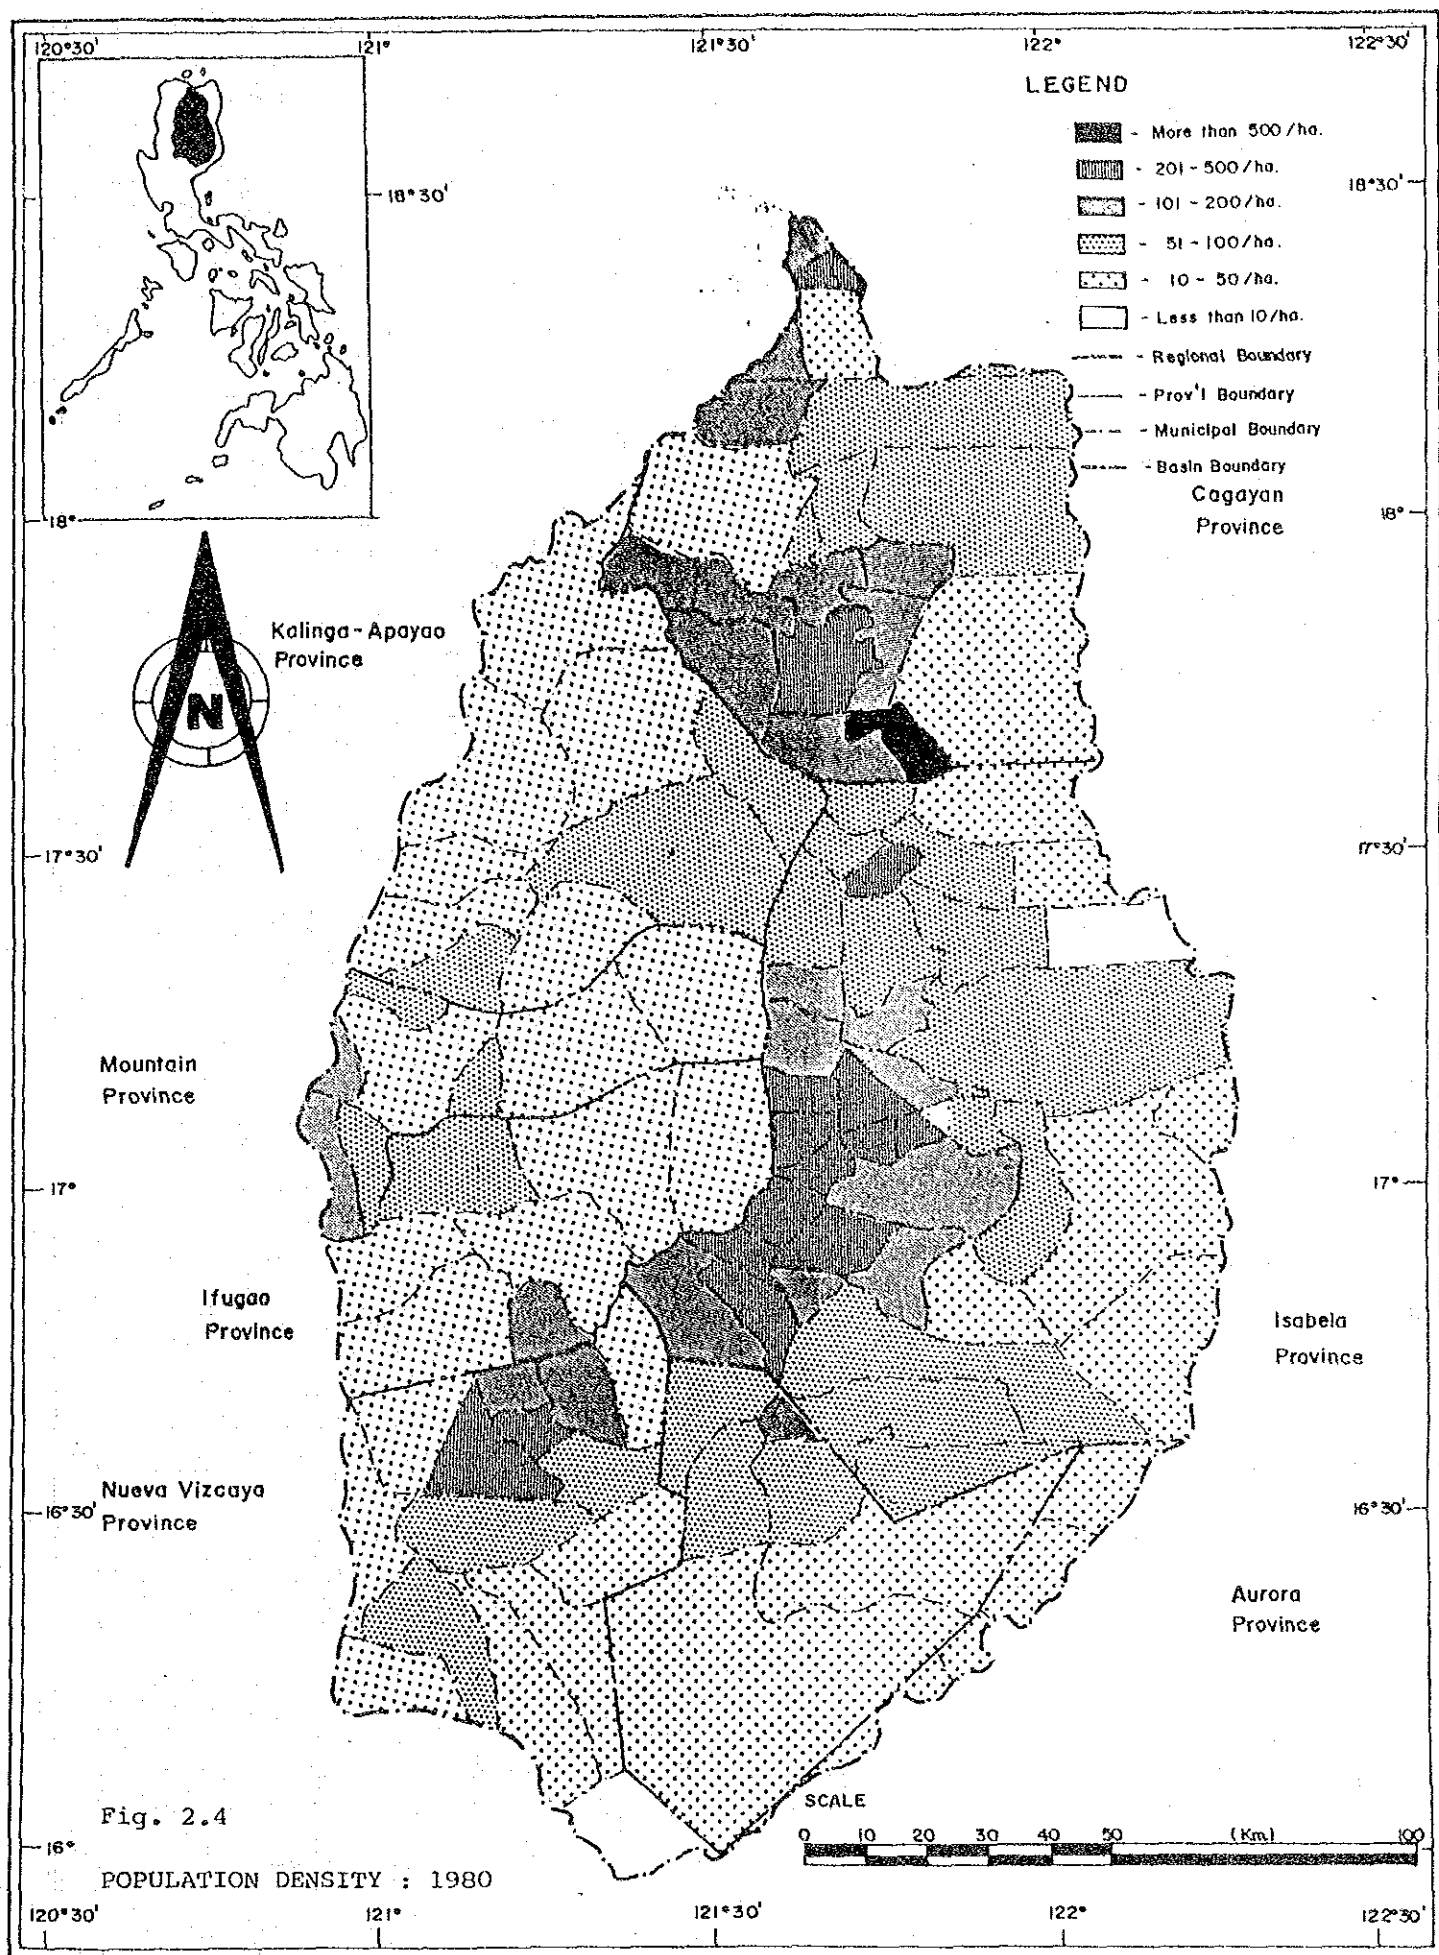 120°30'
121°
121°30'
122°
122°30'
LEGEND
- More than 500/ha.
- 201 - 500/ha.
- 101 - 200/ha.
- 51 - 100/ha.
- 10 - 50/ha.
- Less than 10/ha.
- Regional Boundary
- Prov'l Boundary
- Municipal Boundary
- Basin Boundary
18°30'
18°30'
Cagayan
Province
18°
18°
Kalinga-Apayao
Province
N
17°30'
17°30'
Mountain
Province
17°
17°
Ifugao
Province
Isabela
Province
Nueva Vizcaya
Province
16°30'
16°30'
Aurora
Province
Fig. 2.4
SCALE
0 10 20 30 40 50 (Km) 100
16°
POPULATION DENSITY : 1980
120°30'
121°
121°30'
122°
122°30'